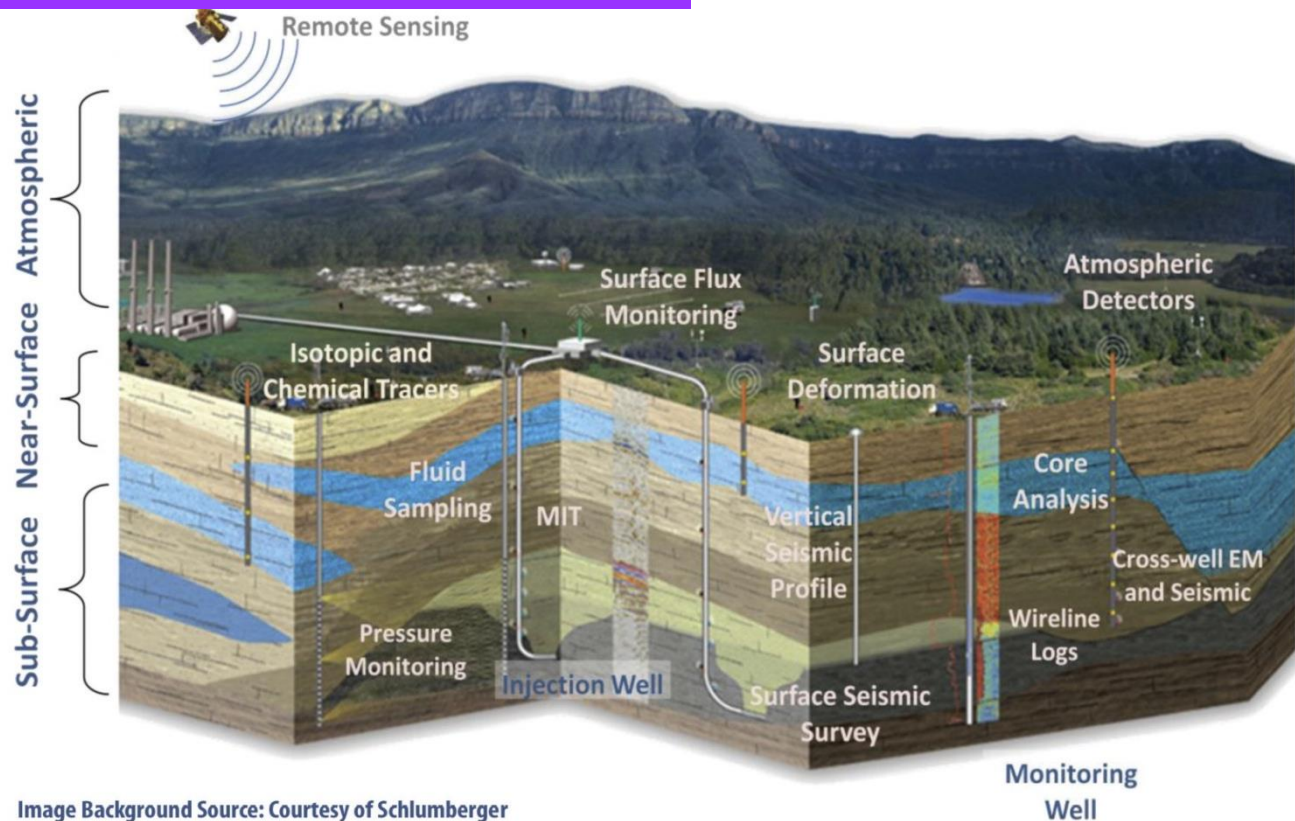 Remote Sensing
Atmospheric
Near-Surface
Sub-Surface
Surface Flux
Monitoring
Atmospheric
Detectors
Isotopic and
Chemical Tracers
Surface
Deformation
Fluid
Sampling
MIT
Core
Analysis
Vertical
Seismic
Profile
Cross-well EM
and Seismic
Pressure
Monitoring
Wireline
Logs
Injection Well
Surface Seismic
Survey
Monitoring
Well
Image Background Source: Courtesy of Schlumberger